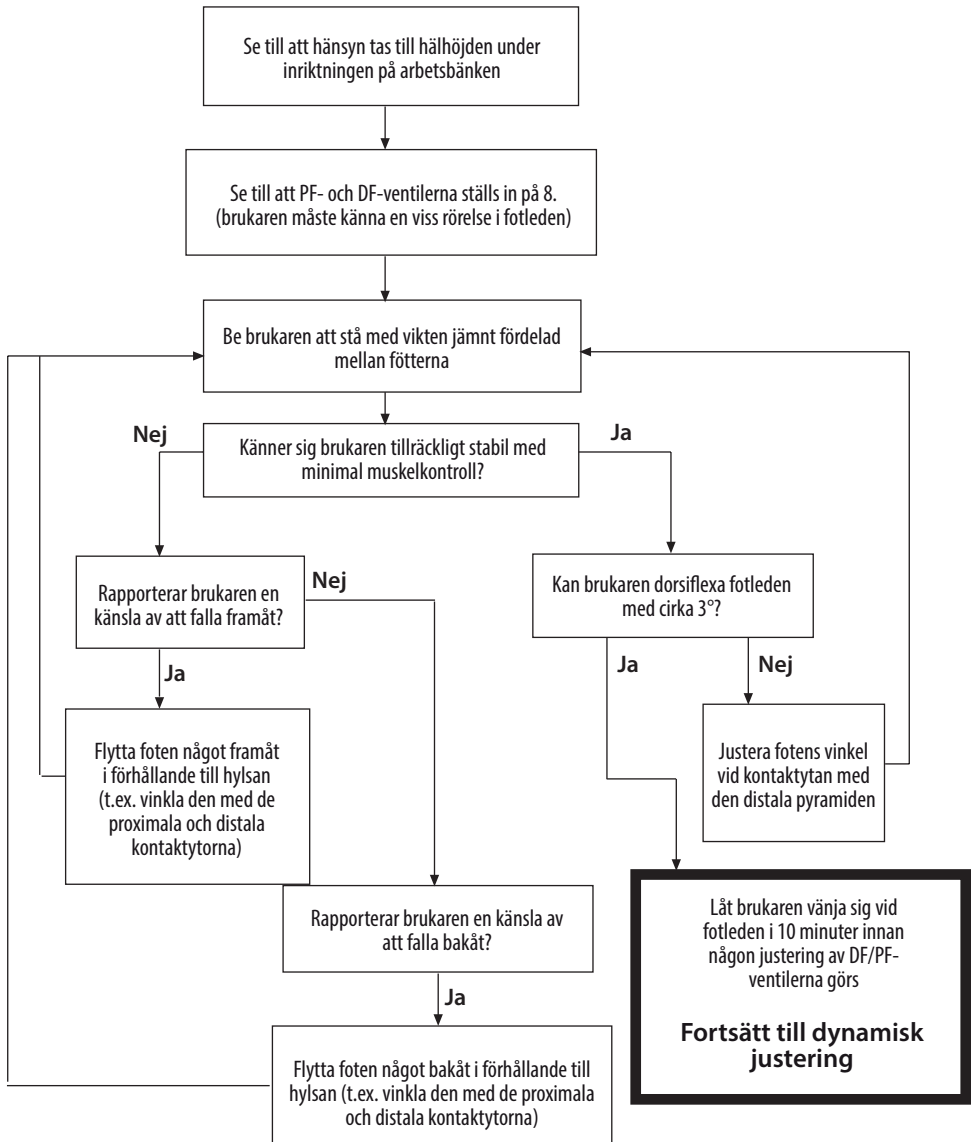 Se till att hänsyn tas till hälhöjden under
inriktningen på arbetsbänken
Se till att PF- och DF-ventilerna ställs in på 8.
(brukaren måste känna en viss rörelse i fotleden)
Be brukaren att stå med vikten jämnt fördelad
mellan fötterna
Nej
Känner sig brukaren tillräckligt stabil med
minimal muskelkontroll?
Ja
Rapporterar brukaren en
känsla av att falla framåt?
Nej
Ja
Kan brukaren dorsiflexa fotleden
med cirka 3°?
Ja
Nej
Flytta foten något framåt
i förhållande till hylsan
(t.ex. vinkla den med de
proximala och distala
kontaktytorna)
Justera fotens vinkel
vid kontaktytan med
den distala pyramiden
Rapporterar brukaren en känsla av
att falla bakåt?
Ja
Flytta foten något bakåt i förhållande till
hylsan (t.ex. vinkla den med de proximala
och distala kontaktytorna)
Låt brukaren vänja sig vid
fotleden i 10 minuter innan
någon justering av DF/PF-
ventilerna görs
Fortsätt till dynamisk
justering